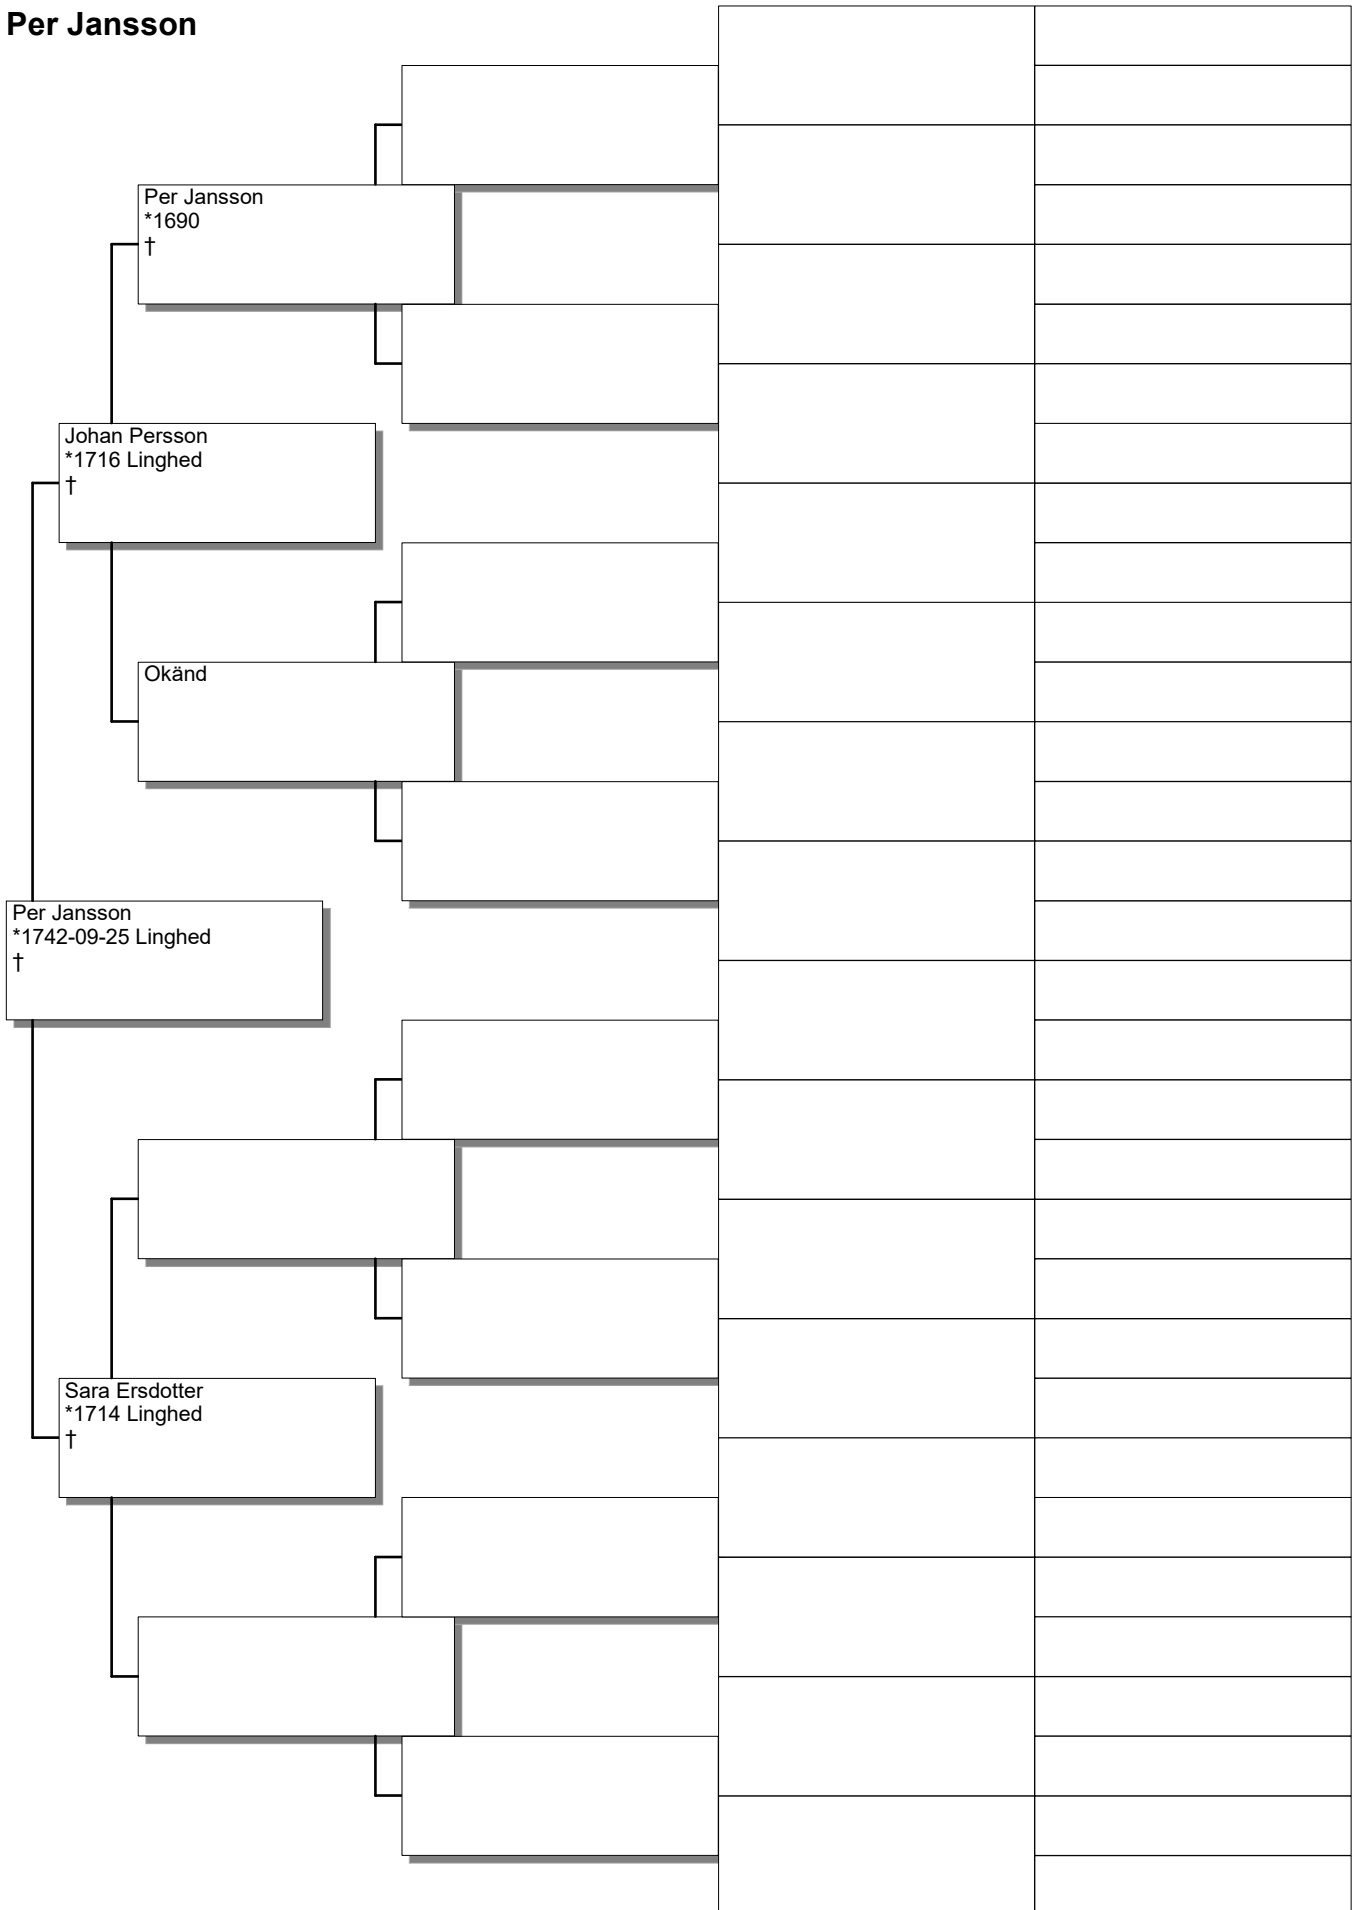 Per Jansson
Per Jansson
*1690
†
Johan Persson
*1716 Linghed
†
Okänd
Per Jansson
*1742-09-25 Linghed
†
Sara Ersdotter
*1714 Linghed
†